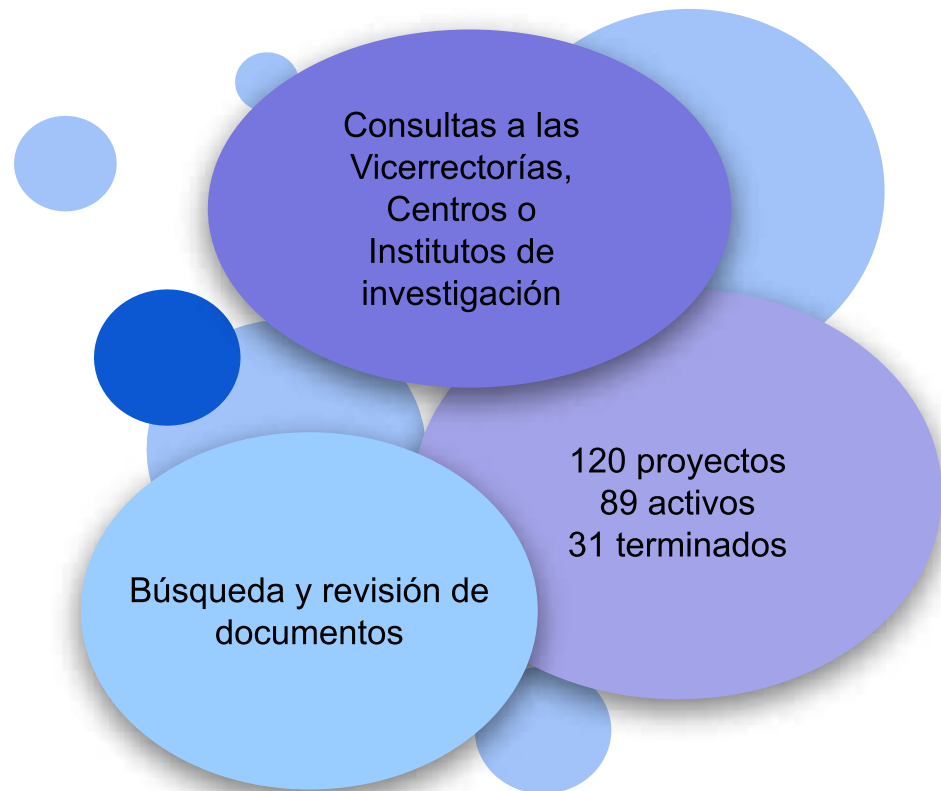 Consultas a las
Vicerrectorías,
Centros o
Institutos de
investigación
120 proyectos
89 activos
31 terminados
Búsqueda y revisión de
documentos